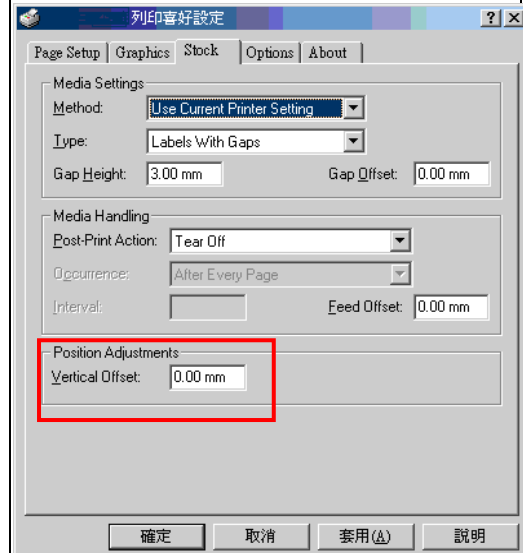 列印喜好設定
Page Setup Graphics Stock Options About
Media Settings
Method: Use Current Printer Setting
Type: Labels With Gaps
Gap Height: 3.00 mm Gap Offset: 0.00 mm
Media Handling
Post-Print Action: Tear Off
Occurrence: After Every Page
Interval: Feed Offset: 0.00 mm
Position Adjustments
Vertical Offset: 0.00 mm
確定 取消 套用(A) 說明